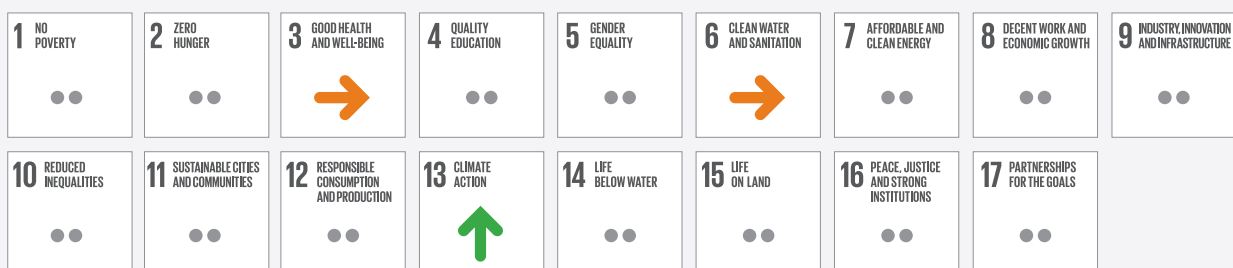 1 NO
POVERTY
2 ZERO
HUNGER
3 GOOD HEALTH
AND WELL-BEING
4 QUALITY
EDUCATION
5 GENDER
EQUALITY
6 CLEAN WATER
AND SANITATION
7 AFFORDABLE AND
CLEAN ENERGY
8 DECENT WORK AND
ECONOMIC GROWTH
9 INDUSTRY, INNOVATION
AND INFRASTRUCTURE
10 REDUCED
INEQUALITIES
11 SUSTAINABLE CITIES
AND COMMUNITIES
12 RESPONSIBLE
CONSUMPTION
AND PRODUCTION
13 CLIMATE
ACTION
14 LIFE
BELOW WATER
15 LIFE
ON LAND
16 PEACE, JUSTICE
AND STRONG
INSTITUTIONS
17 PARTNERSHIPS
FOR THE GOALS